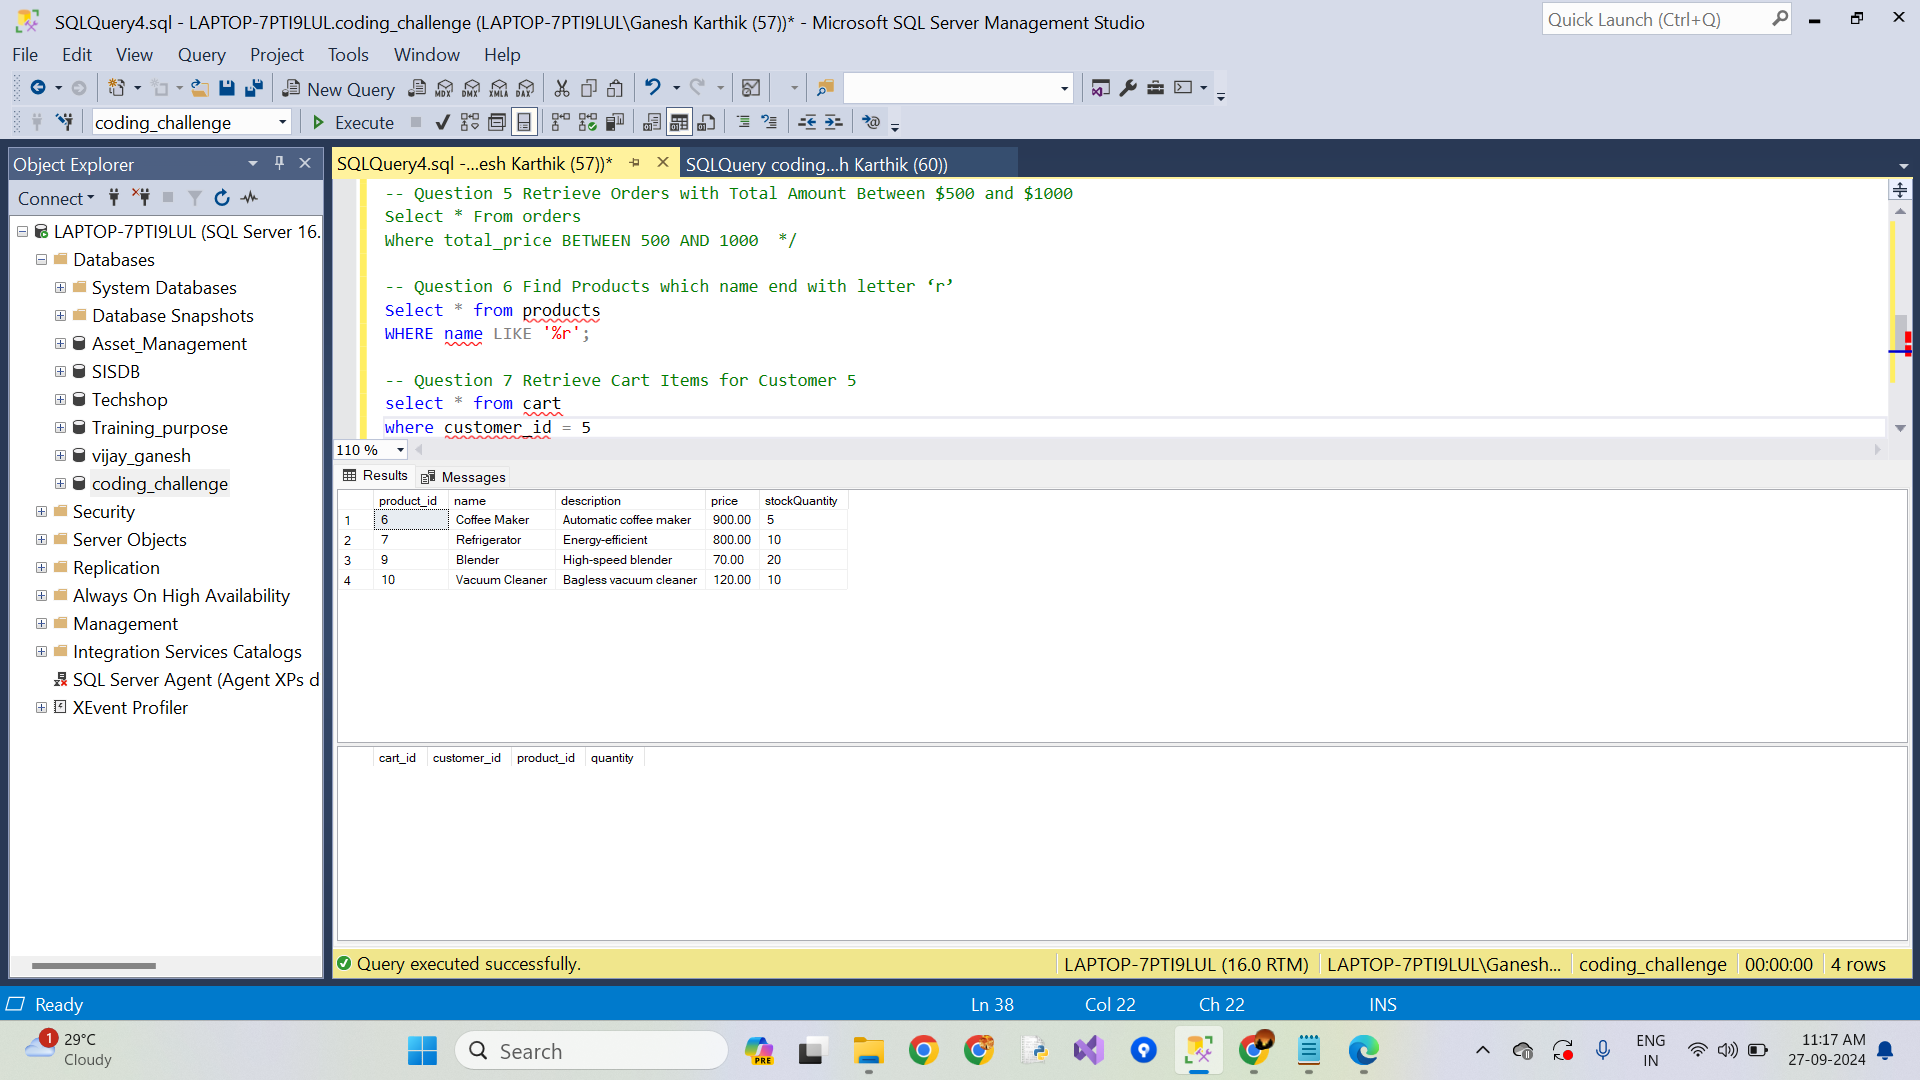 SQLQuery4.sql - LAPTOP-7PTI9LUL.coding_challenge (LAPTOP-7PTI9LUL\Ganesh Karthik (57))* - Microsoft SQL Server Management Studio
Quick Launch (Ctrl+Q)
File Edit View Query Project Tools Window Help
New Query
MDX DMX XMLA DAX
coding_challenge
Execute
Object Explorer
SQLQuery4.sql -...esh Karthik (57))*
SQLQuery coding...h Karthik (60))
Connect
LAPTOP-7PTI9LUL (SQL Server 16.
Databases
System Databases
Database Snapshots
Asset_Management
SISDB
Techshop
Training_purpose
vijay_ganesh
coding_challenge
Security
Server Objects
Replication
Always On High Availability
Management
Integration Services Catalogs
SQL Server Agent (Agent XPs d
XEvent Profiler
-- Question 5 Retrieve Orders with Total Amount Between $500 and $1000
Select * From orders
Where total_price BETWEEN 500 AND 1000  */
-- Question 6 Find Products which name end with letter ‘r’
Select * from products
WHERE name LIKE '%r';
-- Question 7 Retrieve Cart Items for Customer 5
select * from cart
where customer_id = 5
110 %
Results Messages
product_id name description price stockQuantity
1 6 Coffee Maker Automatic coffee maker 900.00 5
2 7 Refrigerator Energy-efficient 800.00 10
3 9 Blender High-speed blender 70.00 20
4 10 Vacuum Cleaner Bagless vacuum cleaner 120.00 10
cart_id customer_id product_id quantity
Query executed successfully.
LAPTOP-7PTI9LUL (16.0 RTM) LAPTOP-7PTI9LUL\Ganesh... coding_challenge 00:00:00 4 rows
Ready
Ln 38 Col 22 Ch 22 INS
1
29°C
Cloudy
Search
PRE
ENG
IN
11:17 AM
27-09-2024